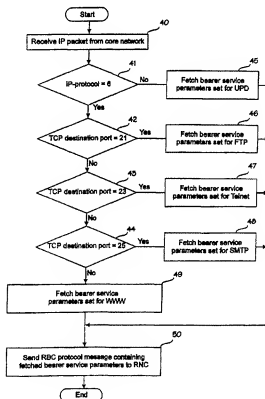 Start
40
Receive IP packet from core network
41
IP-protocol = 6
No
45
Fetch bearer service
parameters set for UPD
Yes
42
TCP destination port = 21
Yes
46
Fetch bearer service
parameters set for FTP
No
43
TCP destination port = 23
Yes
47
Fetch bearer service
parameters set for Telnet
No
44
TCP destination port = 25
Yes
48
Fetch bearer service
parameters set for SMTP
No
49
Fetch bearer service
parameters set for WWW
50
Send RBC protocol message containing
fetched bearer service parameters to RNC
End